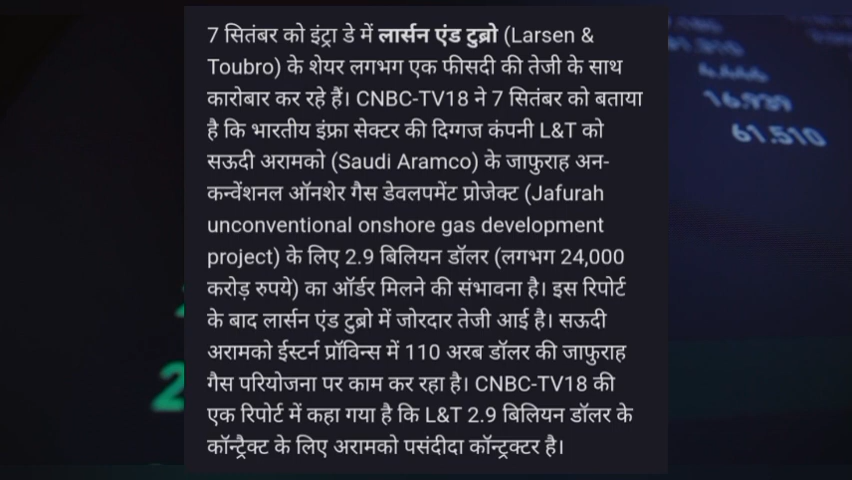 7 सितंबर को इंट्रा डे में लार्सन एंड टुब्रो (Larsen &
Toubro) के शेयर लगभग एक फीसदी की तेजी के साथ
कारोबार कर रहे हैं। CNBC-TV18 ने 7 सितंबर को बताया
है कि भारतीय इंफ्रा सेक्टर की दिग्गज कंपनी L&T को
सऊदी अरामको (Saudi Aramco) के जाफुराह अन-
कन्वेंशनल ऑनशेर गैस डेवलपमेंट प्रोजेक्ट (Jafurah
unconventional onshore gas development
project) के लिए 2.9 बिलियन डॉलर (लगभग 24,000
करोड़ रुपये) का ऑर्डर मिलने की संभावना है। इस रिपोर्ट
के बाद लार्सन एंड टुब्रो में जोरदार तेजी आई है। सऊदी
अरामको ईस्टर्न प्रॉविन्स में 110 अरब डॉलर की जाफुराह
गैस परियोजना पर काम कर रहा है। CNBC-TV18 की
एक रिपोर्ट में कहा गया है कि L&T 2.9 बिलियन डॉलर के
कॉन्ट्रैक्ट के लिए अरामको पसंदीदा कॉन्ट्रक्टर है।
61.510